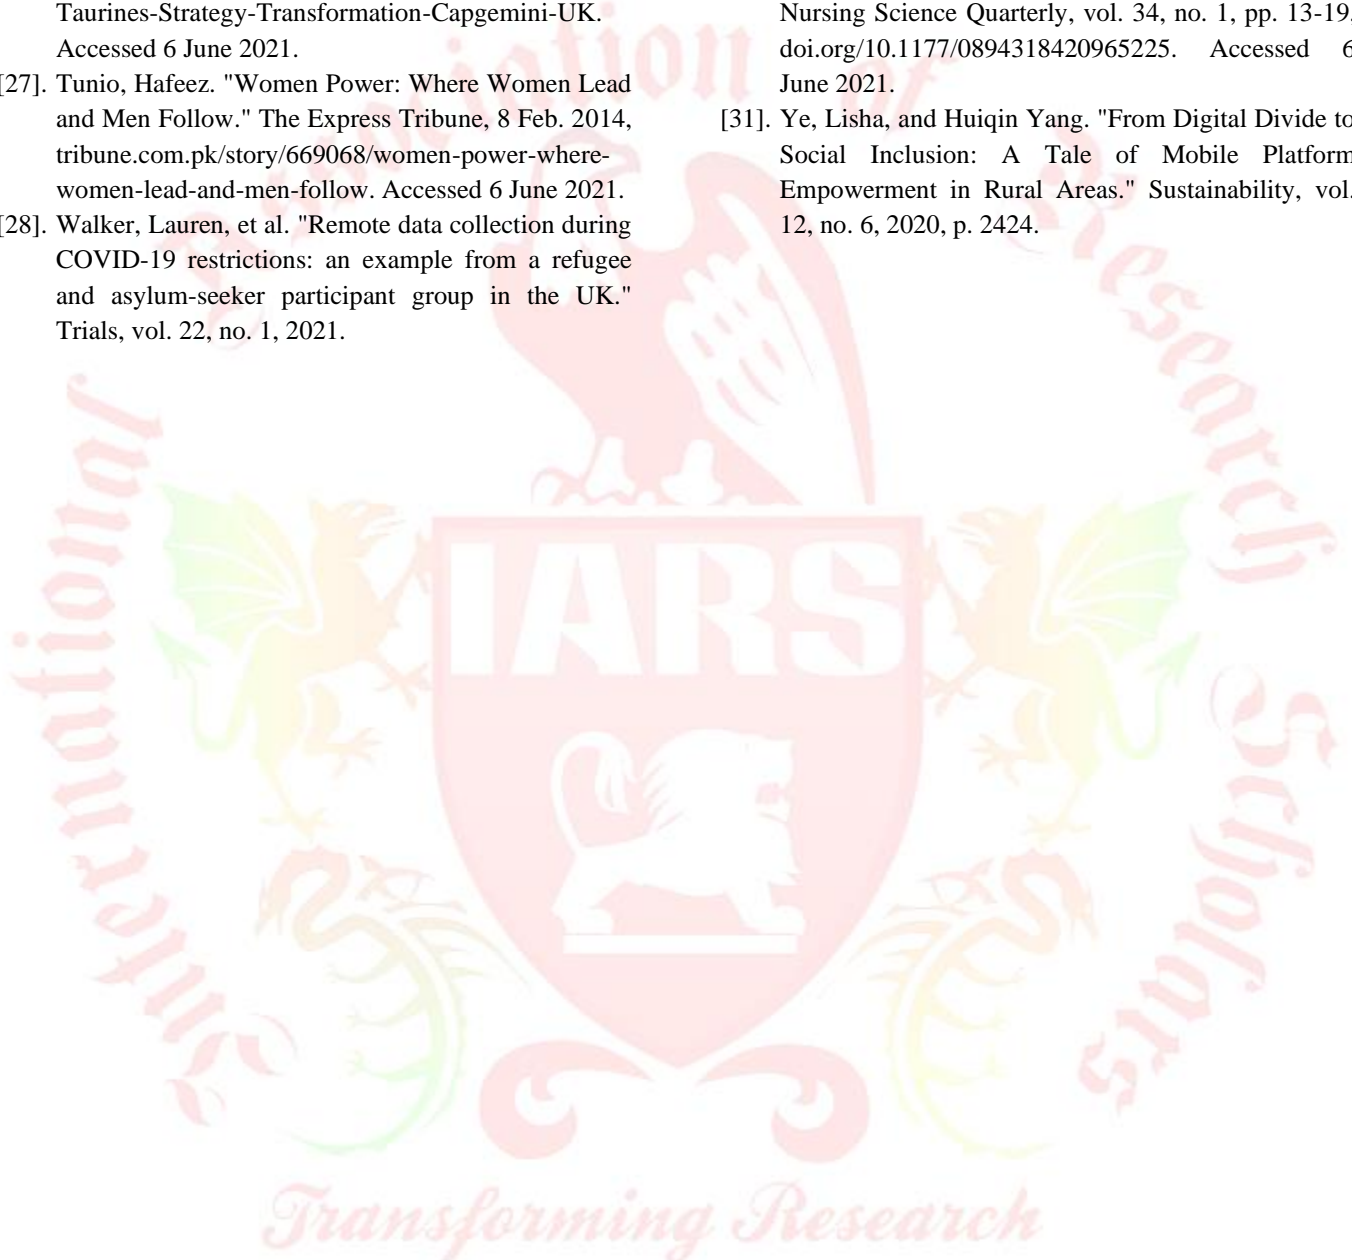 Taurines-Strategy-Transformation-Capgemini-UK.
Accessed 6 June 2021.
[27]. Tunio, Hafeez. "Women Power: Where Women Lead
and Men Follow." The Express Tribune, 8 Feb. 2014,
tribune.com.pk/story/669068/women-power-where-
women-lead-and-men-follow. Accessed 6 June 2021.
[28]. Walker, Lauren, et al. "Remote data collection during
COVID-19 restrictions: an example from a refugee
and asylum-seeker participant group in the UK."
Trials, vol. 22, no. 1, 2021.
Nursing Science Quarterly, vol. 34, no. 1, pp. 13-19,
doi.org/10.1177/0894318420965225. Accessed 6
June 2021.
[31]. Ye, Lisha, and Huiqin Yang. "From Digital Divide to
Social Inclusion: A Tale of Mobile Platform
Empowerment in Rural Areas." Sustainability, vol.
12, no. 6, 2020, p. 2424.
International Association of Research Scholars
IARS
Transforming Research